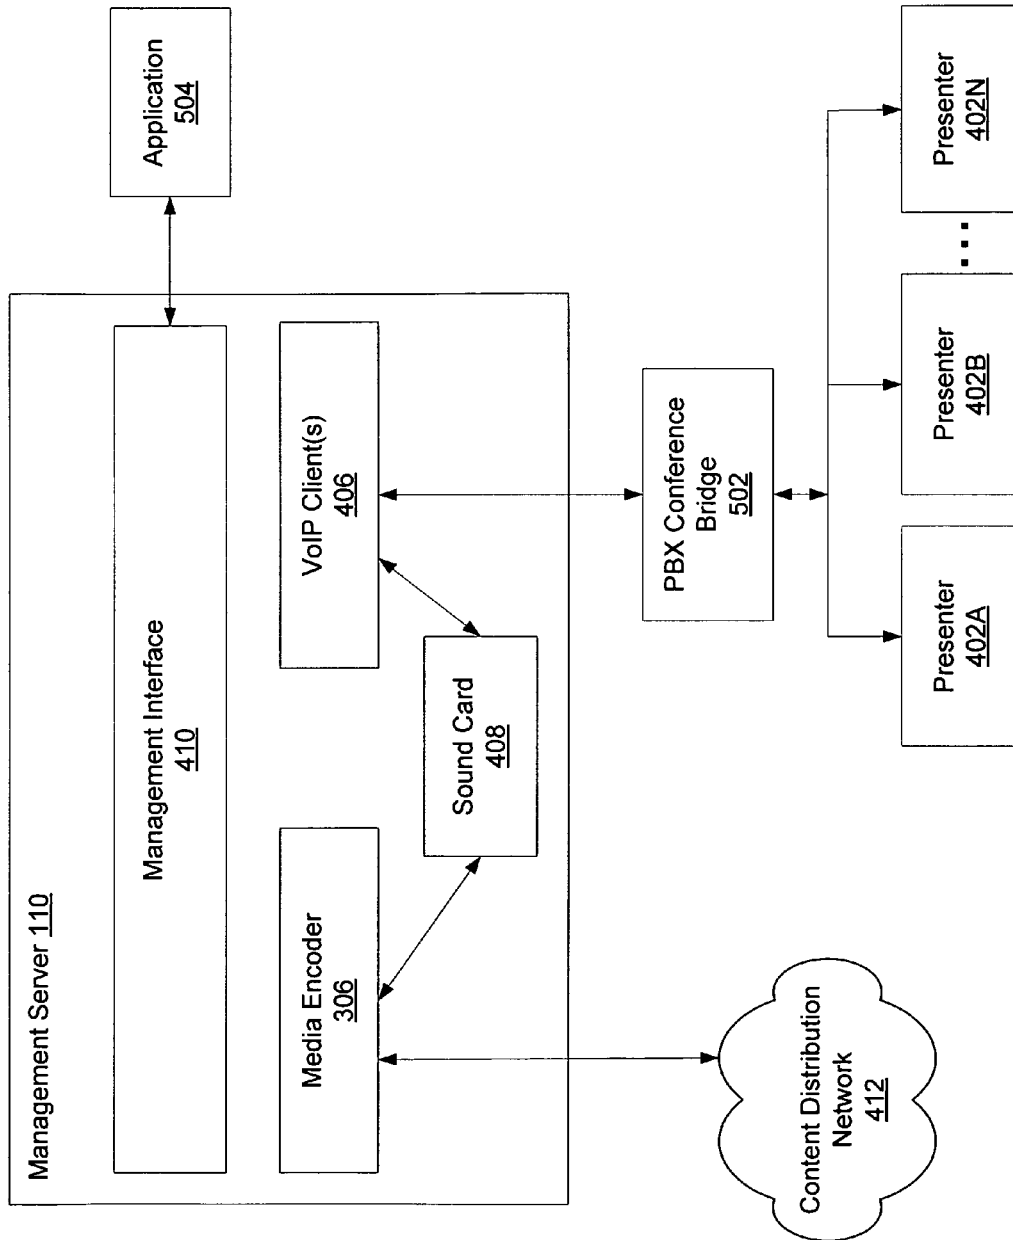 Management Server 110
Management Interface
410
Application
504
Media Encoder
306
VoIP Client(s)
406
Sound Card
408
PBX Conference
Bridge
502
Content Distribution
Network
412
Presenter
402A
Presenter
402B
...
Presenter
402N